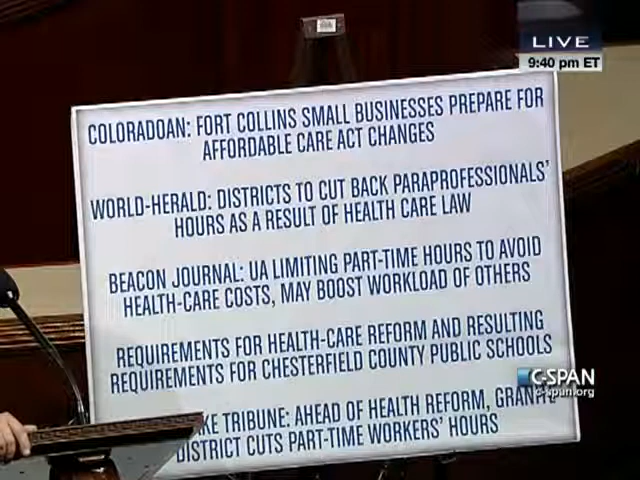 LIVE
9:40 pm ET
COLORADOAN: FORT COLLINS SMALL BUSINESSES PREPARE FOR
AFFORDABLE CARE ACT CHANGES
WORLD-HERALD: DISTRICTS TO CUT BACK PARAPROFESSIONALS'
HOURS AS A RESULT OF HEALTH CARE LAW
BEACON JOURNAL: UA LIMITING PART-TIME HOURS TO AVOID
HEALTH-CARE COSTS, MAY BOOST WORKLOAD OF OTHERS
REQUIREMENTS FOR HEALTH-CARE REFORM AND RESULTING
REQUIREMENTS FOR CHESTERFIELD COUNTY PUBLIC SCHOOLS
C-SPAN
c-span.org
KE TRIBUNE: AHEAD OF HEALTH REFORM, GRANITE
DISTRICT CUTS PART-TIME WORKERS' HOURS